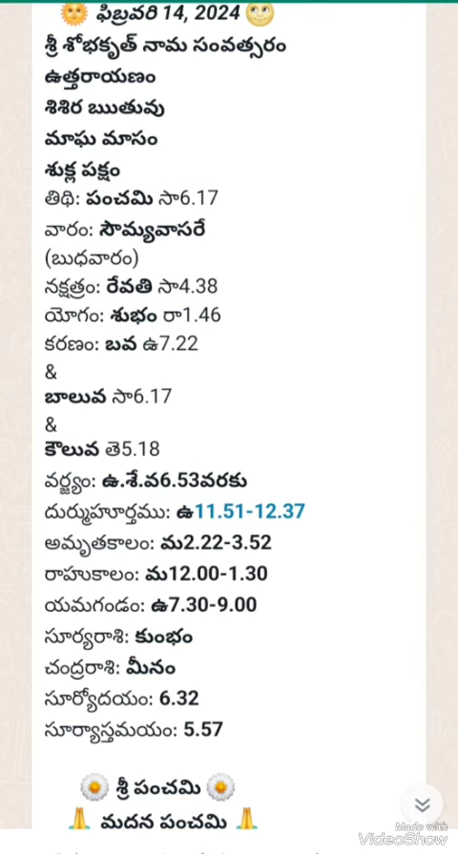 🌞 ఫిబ్రవరి 14, 2024 🌝
శ్రీ శోభకృత్ నామ సంవత్సరం
ఉత్తరాయణం
శిశిర ఋతువు
మాఘ మాసం
శుక్ల పక్షం
తిథి: పంచమి సా6.17
వారం: సౌమ్యవాసరే
(బుధవారం)
నక్షత్రం: రేవతి సా4.38
యోగం: శుభం రా1.46
కరణం: బవ ఉ7.22
&
బాలువ సా6.17
&
కౌలువ తె5.18
వర్జ్యం: ఉ.శే.వ6.53వరకు
దుర్ముహూర్తము: ఉ11.51-12.37
అమృతకాలం: మ2.22-3.52
రాహుకాలం: మ12.00-1.30
యమగండం: ఉ7.30-9.00
సూర్యరాశి: కుంభం
చంద్రరాశి: మీనం
సూర్యోదయం: 6.32
సూర్యాస్తమయం: 5.57
🌼 శ్రీ పంచమి 🌼
🙏 మదన పంచమి 🙏
Made with
VideoShow